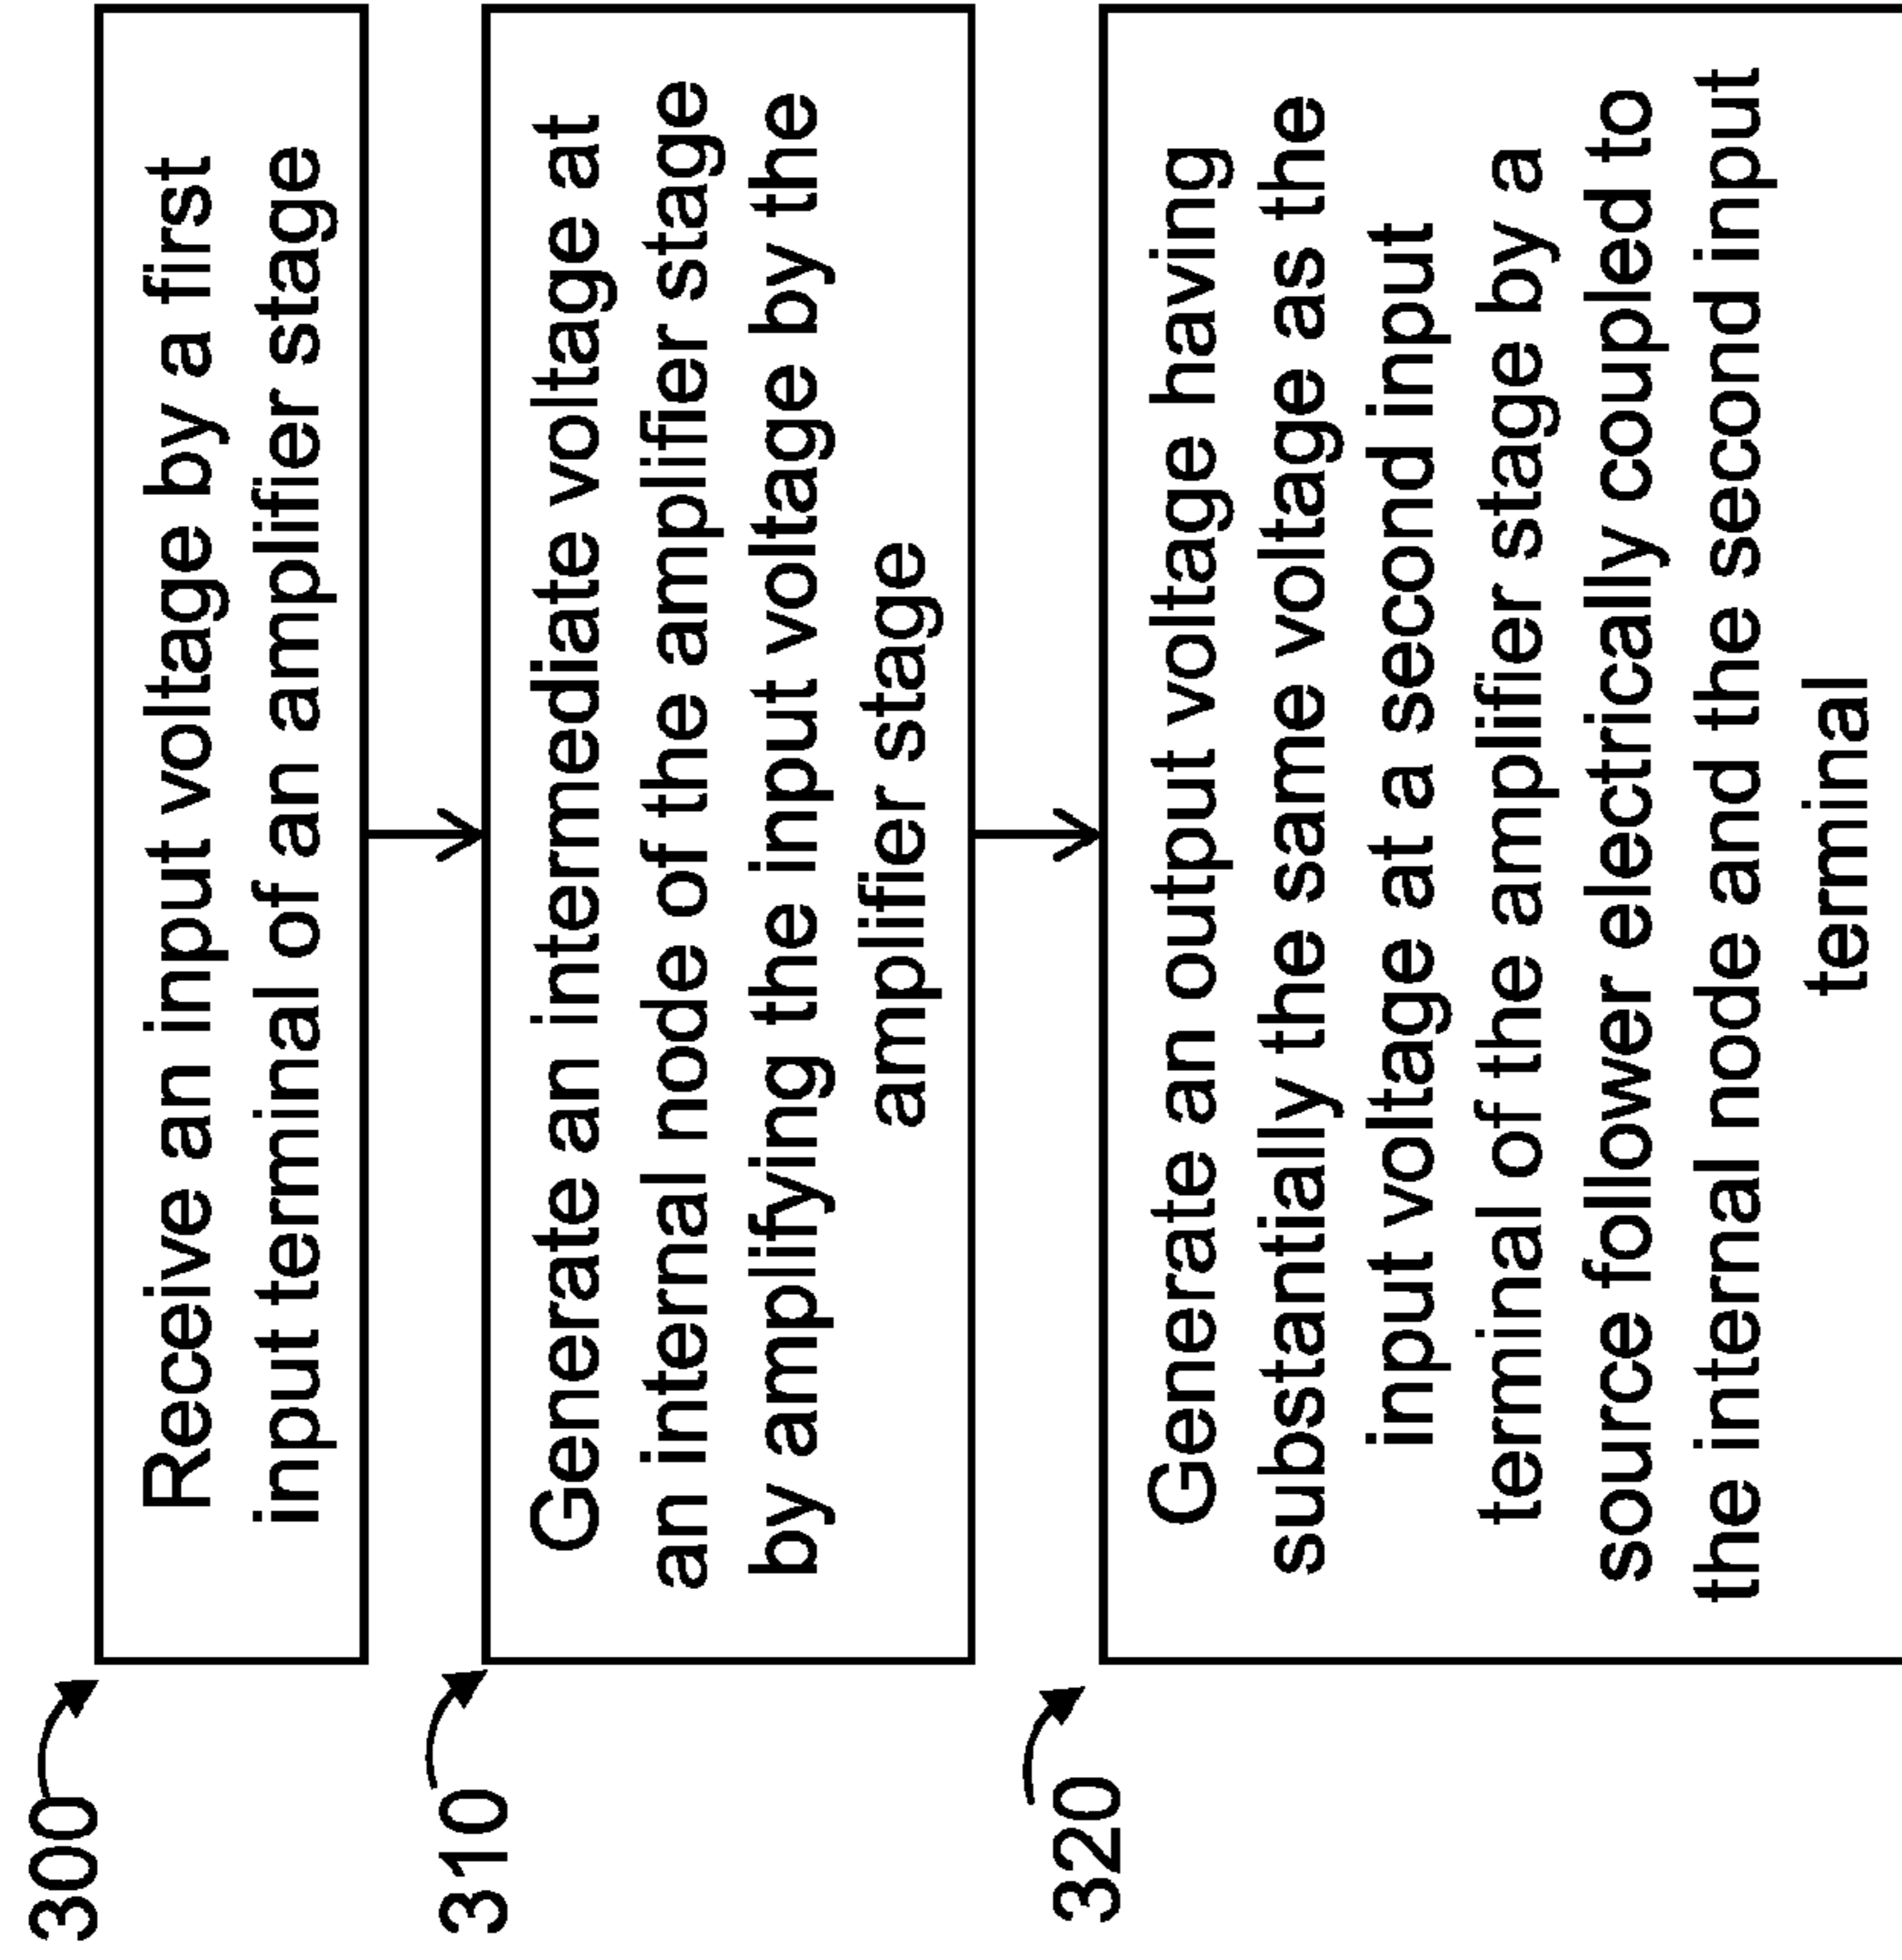 300
Receive an input voltage by a first
input terminal of an amplifier stage
310
Generate an intermediate voltage at
an internal node of the amplifier stage
by amplifying the input voltage by the
amplifier stage
320
Generate an output voltage having
substantially the same voltage as the
input voltage at a second input
terminal of the amplifier stage by a
source follower electrically coupled to
the internal node and the second input
terminal